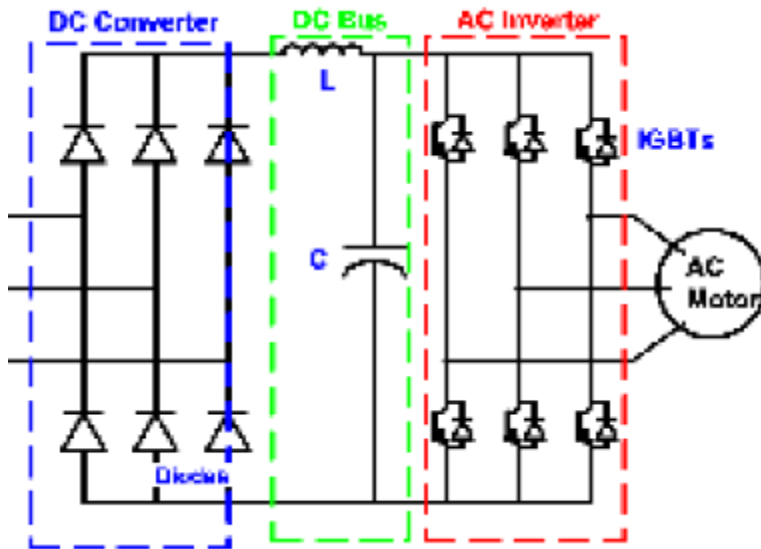 DC Converter
DC Bus
AC Inverter
L
IGBTs
C
AC
Motor
Diodes